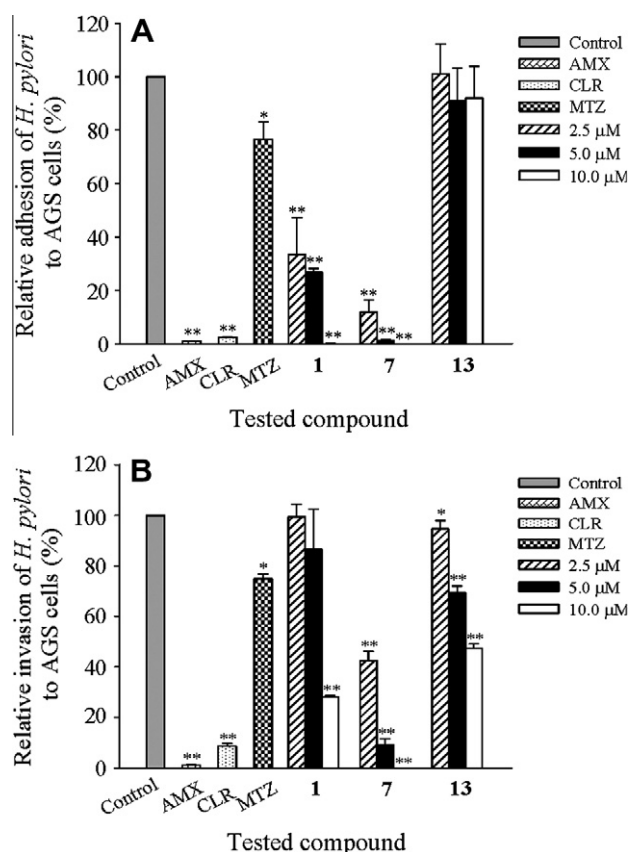 A
Relative adhesion of H. pylori
to AGS cells (%)
120
100
80
60
40
20
0
*
**
**
**
**
**
**
**
**
Control
AMX
CLR
MTZ
1
7
13
Tested compound
Control
AMX
CLR
MTZ
2.5 μM
5.0 μM
10.0 μM
B
Relative invasion of H. pylori
to AGS cells (%)
120
100
80
60
40
20
0
**
**
*
**
**
**
**
*
**
**
Control
AMX
CLR
MTZ
1
7
13
Tested compound
Control
AMX
CLR
MTZ
2.5 μM
5.0 μM
10.0 μM